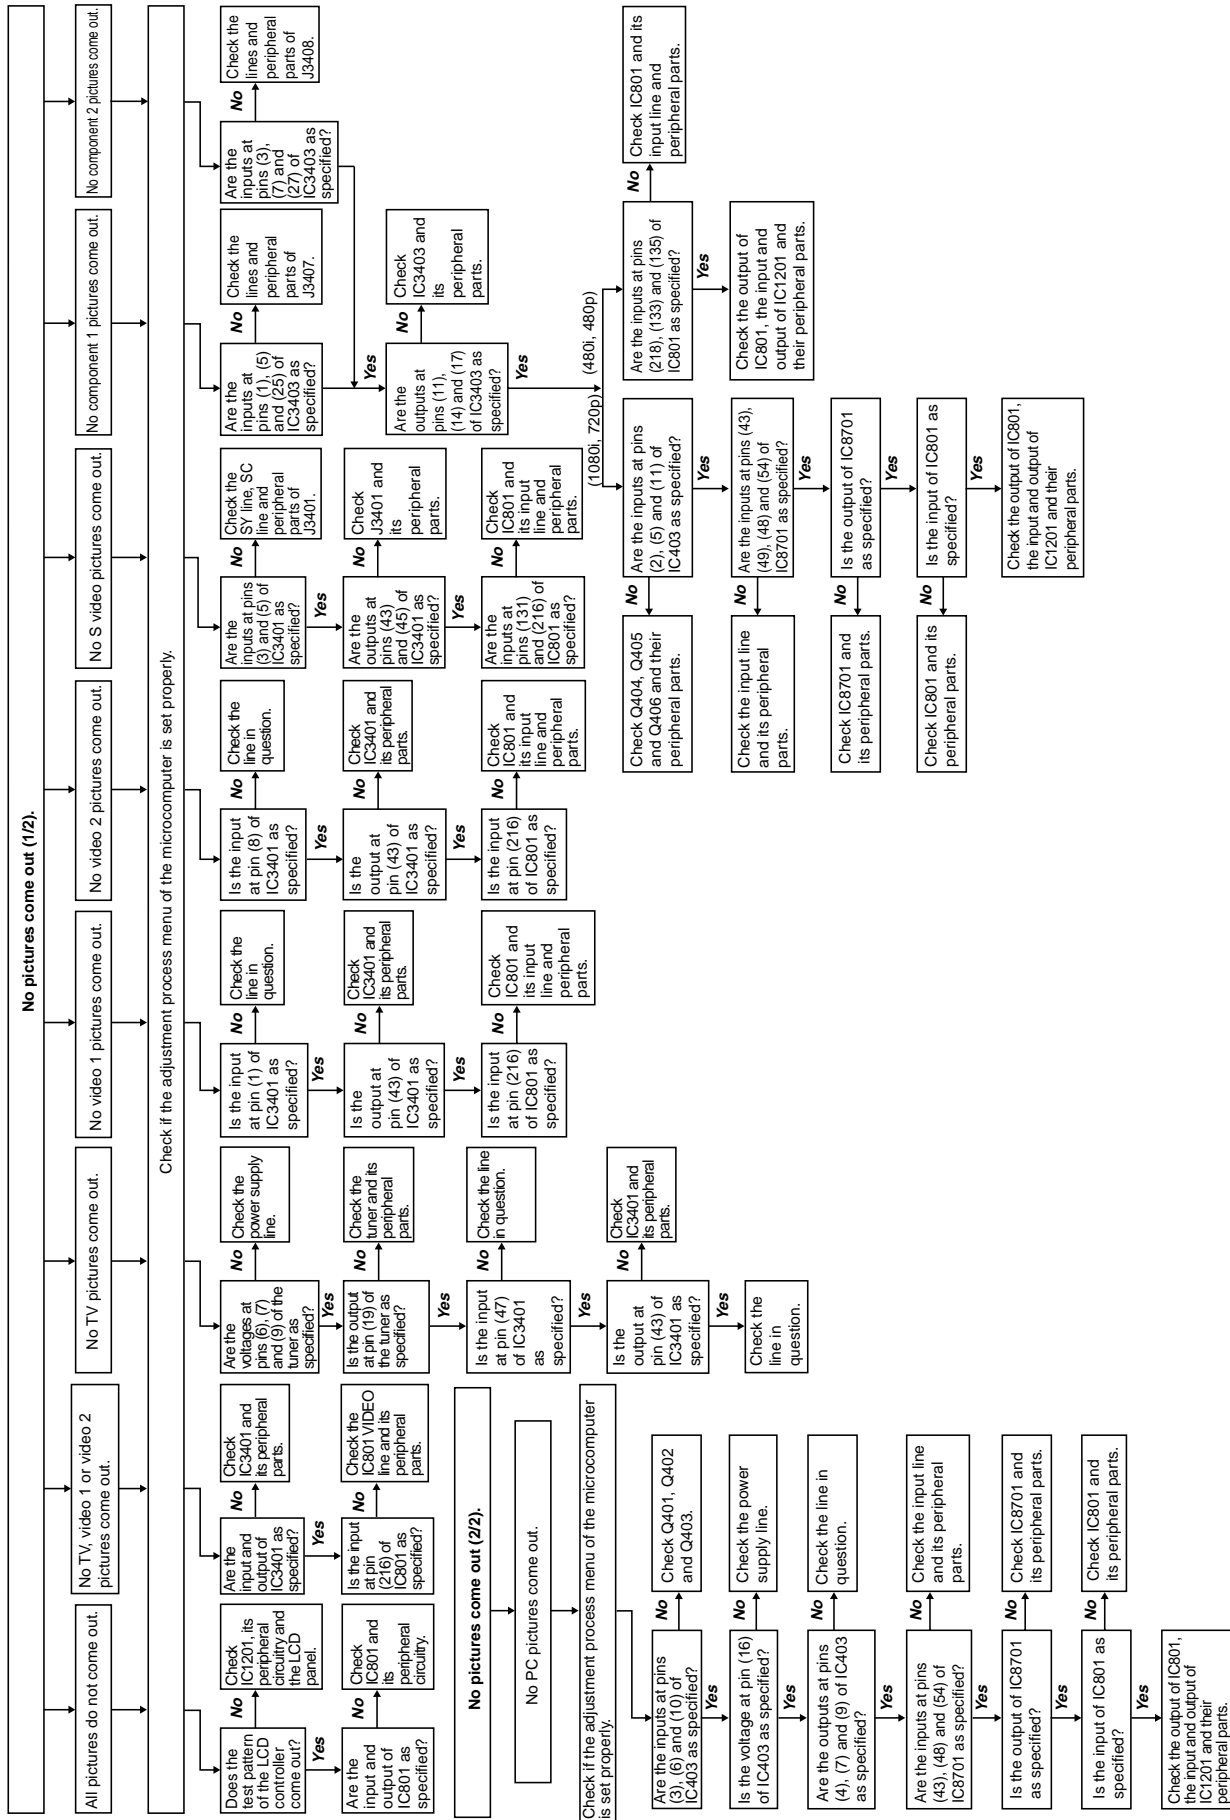 No pictures come out (1/2).
All pictures do not come out.
No TV, video 1 or video 2
pictures come out.
No TV pictures come out.
No video 1 pictures come out.
No video 2 pictures come out.
No S video pictures come out.
No component 1 pictures come out.
No component 2 pictures come out.
Check if the adjustment process menu of the microcomputer is set properly.
Does the
test pattern
of the LCD
controller
come out?
No
Check
IC1201, its
peripheral
circuitry and
the LCD
panel.
Yes
Are the
input and
output of
IC801 as
specified?
No
Check
IC801 and
its
peripheral
circuitry.
Are the
input and
output of
IC3401 as
specified?
No
Check
IC3401 and
its peripheral
parts.
Yes
Is the input
at pin
(216) of
IC801 as
specified?
No
Check the
IC801 VIDEO
line and its
peripheral
parts.
Are the
voltages at
pins (6), (7)
and (9) of the
tuner as
specified?
No
Check the
power supply
line.
Yes
Is the output
at pin (19) of
the tuner as
specified?
No
Check the
tuner and its
peripheral
parts.
Yes
Is the input
at pin (47)
of IC3401
as
specified?
No
Check the line
in question.
Yes
Is the
output at
pin (43) of
IC3401 as
specified?
No
Check
IC3401 and
its peripheral
parts.
Yes
Check the
line in
question.
Is the input
at pin (1) of
IC3401 as
specified?
No
Check the
line in
question.
Yes
Is the
output at
pin (43) of
IC3401 as
specified?
No
Check
IC3401 and
its peripheral
parts.
Yes
Is the input
at pin (216)
of IC801 as
specified?
No
Check
IC801 and
its input
line and
peripheral
parts.
Is the input
at pin (8) of
IC3401 as
specified?
No
Check the
line in
question.
Yes
Is the
output at
pin (43) of
IC3401 as
specified?
No
Check
IC3401 and
its peripheral
parts.
Yes
Is the input
at pin (216)
of IC801 as
specified?
No
Check
IC801 and
its input
line and
peripheral
parts.
Are the
inputs at pins
(3) and (5) of
IC3401 as
specified?
No
Check the
SY line, SC
line and
peripheral
parts of
J3401.
Yes
Are the
outputs at
pins (43)
and (45) of
IC3401 as
specified?
No
Check
J3401 and
its
peripheral
parts.
Yes
Are the
inputs at
pins (131)
and (216) of
IC801 as
specified?
No
Check
IC801 and
its input
line and
peripheral
parts.
Are the
inputs at
pins (1), (5)
and (25) of
IC3403 as
specified?
No
Check the
lines and
peripheral
parts of
J3407.
Yes
Are the
inputs at
pins (3),
(7) and
(27) of
IC3403 as
specified?
No
Check the
lines and
peripheral
parts of
J3408.
Are the
outputs at
pins (11),
(14) and (17)
of IC3403 as
specified?
No
Check
IC3403 and
its
peripheral
parts.
Yes
(1080i, 720p)
(480i, 480p)
Are the inputs at pins
(2), (5) and (11) of
IC403 as specified?
No
Check Q404, Q405
and Q406 and their
peripheral parts.
Yes
Are the inputs at pins (43),
(49), (48) and (54) of
IC8701 as specified?
No
Check the input line
and its peripheral
parts.
Yes
Is the output of IC8701
as specified?
No
Check IC8701 and
its peripheral parts.
Yes
Is the input of IC801 as
specified?
No
Check IC801 and its
peripheral parts.
Yes
Check the output of IC801,
the input and output of
IC1201 and their
peripheral parts.
Are the inputs at pins
(218), (133) and (135) of
IC801 as specified?
No
Check IC801 and its
input line and
peripheral parts.
Yes
Check the output of
IC801, the input and
output of IC1201 and
their peripheral parts.
No pictures come out (2/2).
No PC pictures come out.
Check if the adjustment process menu of the microcomputer
is set properly.
Are the inputs at pins
(3), (6) and (10) of
IC403 as specified?
No
Check Q401, Q402
and Q403.
Yes
Is the voltage at pin (16)
of IC403 as specified?
No
Check the power
supply line.
Yes
Are the outputs at pins
(4), (7) and (9) of IC403
as specified?
No
Check the line in
question.
Yes
Are the inputs at pins
(43), (48) and (54) of
IC8701 as specified?
No
Check the input line
and its peripheral
parts.
Yes
Is the output of IC8701
as specified?
No
Check IC8701 and
its peripheral parts.
Yes
Is the input of IC801 as
specified?
No
Check IC801 and
its peripheral parts.
Yes
Check the output of IC801,
the input and output of
IC1201 and their
peripheral parts.